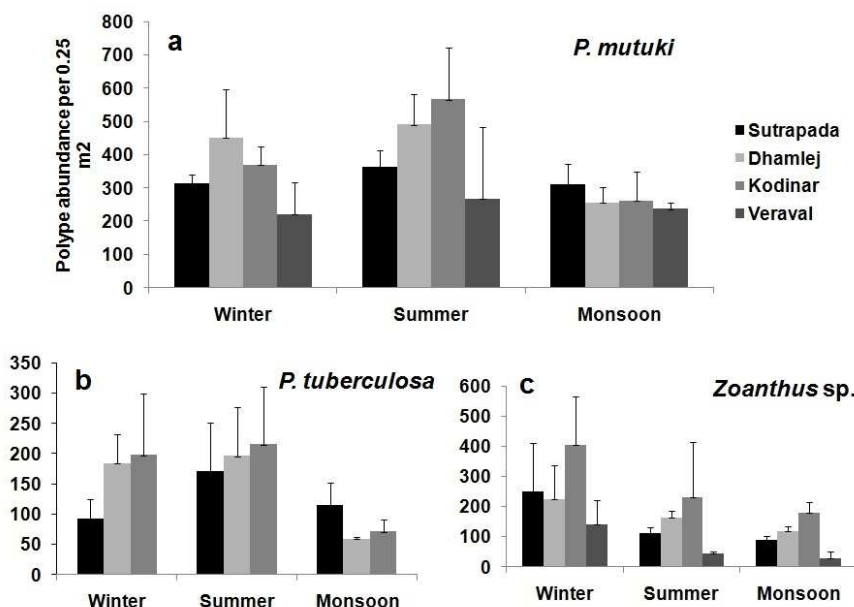 a
P. mutuki
Polype abundance per 0.25
m2
800
700
600
500
400
300
200
100
0
Winter
Summer
Monsoon
Sutrapada
Dhamlej
Kodinar
Veraval
b
P. tuberculosa
350
300
250
200
150
100
50
0
Winter
Summer
Monsoon
c
Zoanthus sp.
600
500
400
300
200
100
0
Winter
Summer
Monsoon